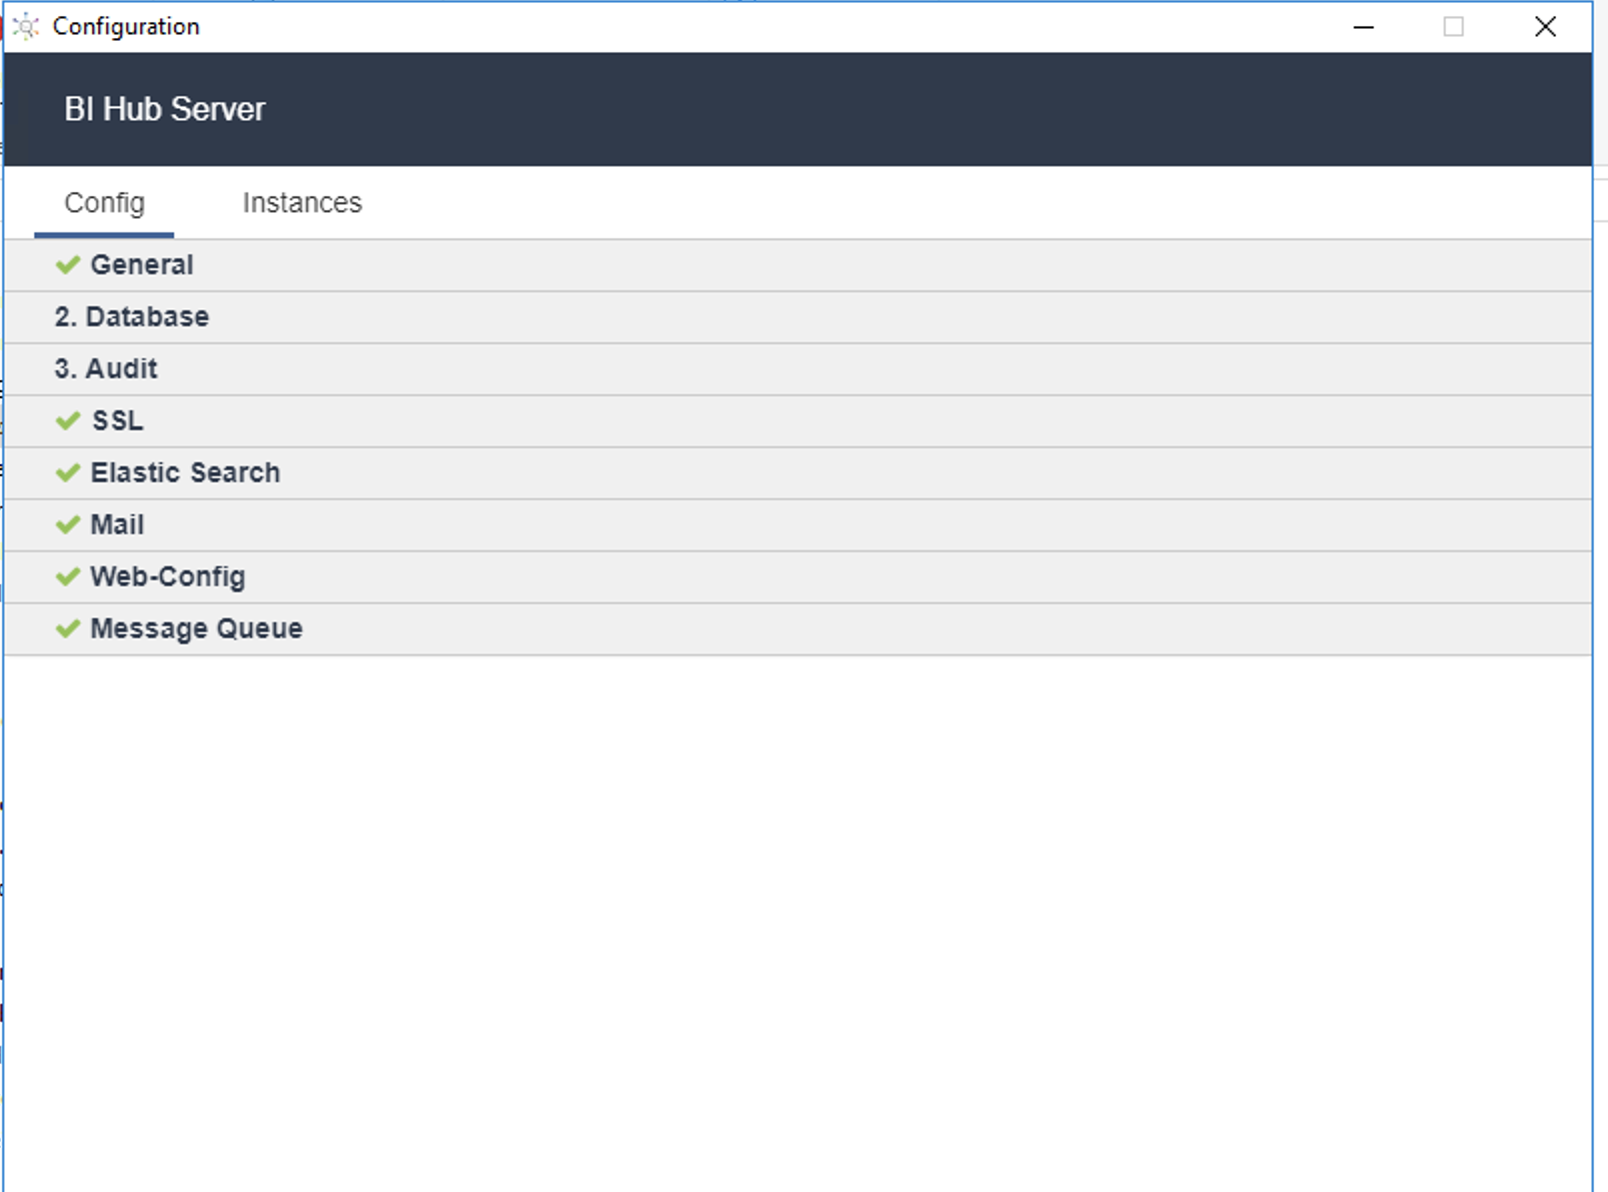 Configuration
BI Hub Server
Config Instances
General
2. Database
3. Audit
SSL
Elastic Search
Mail
Web-Config
Message Queue